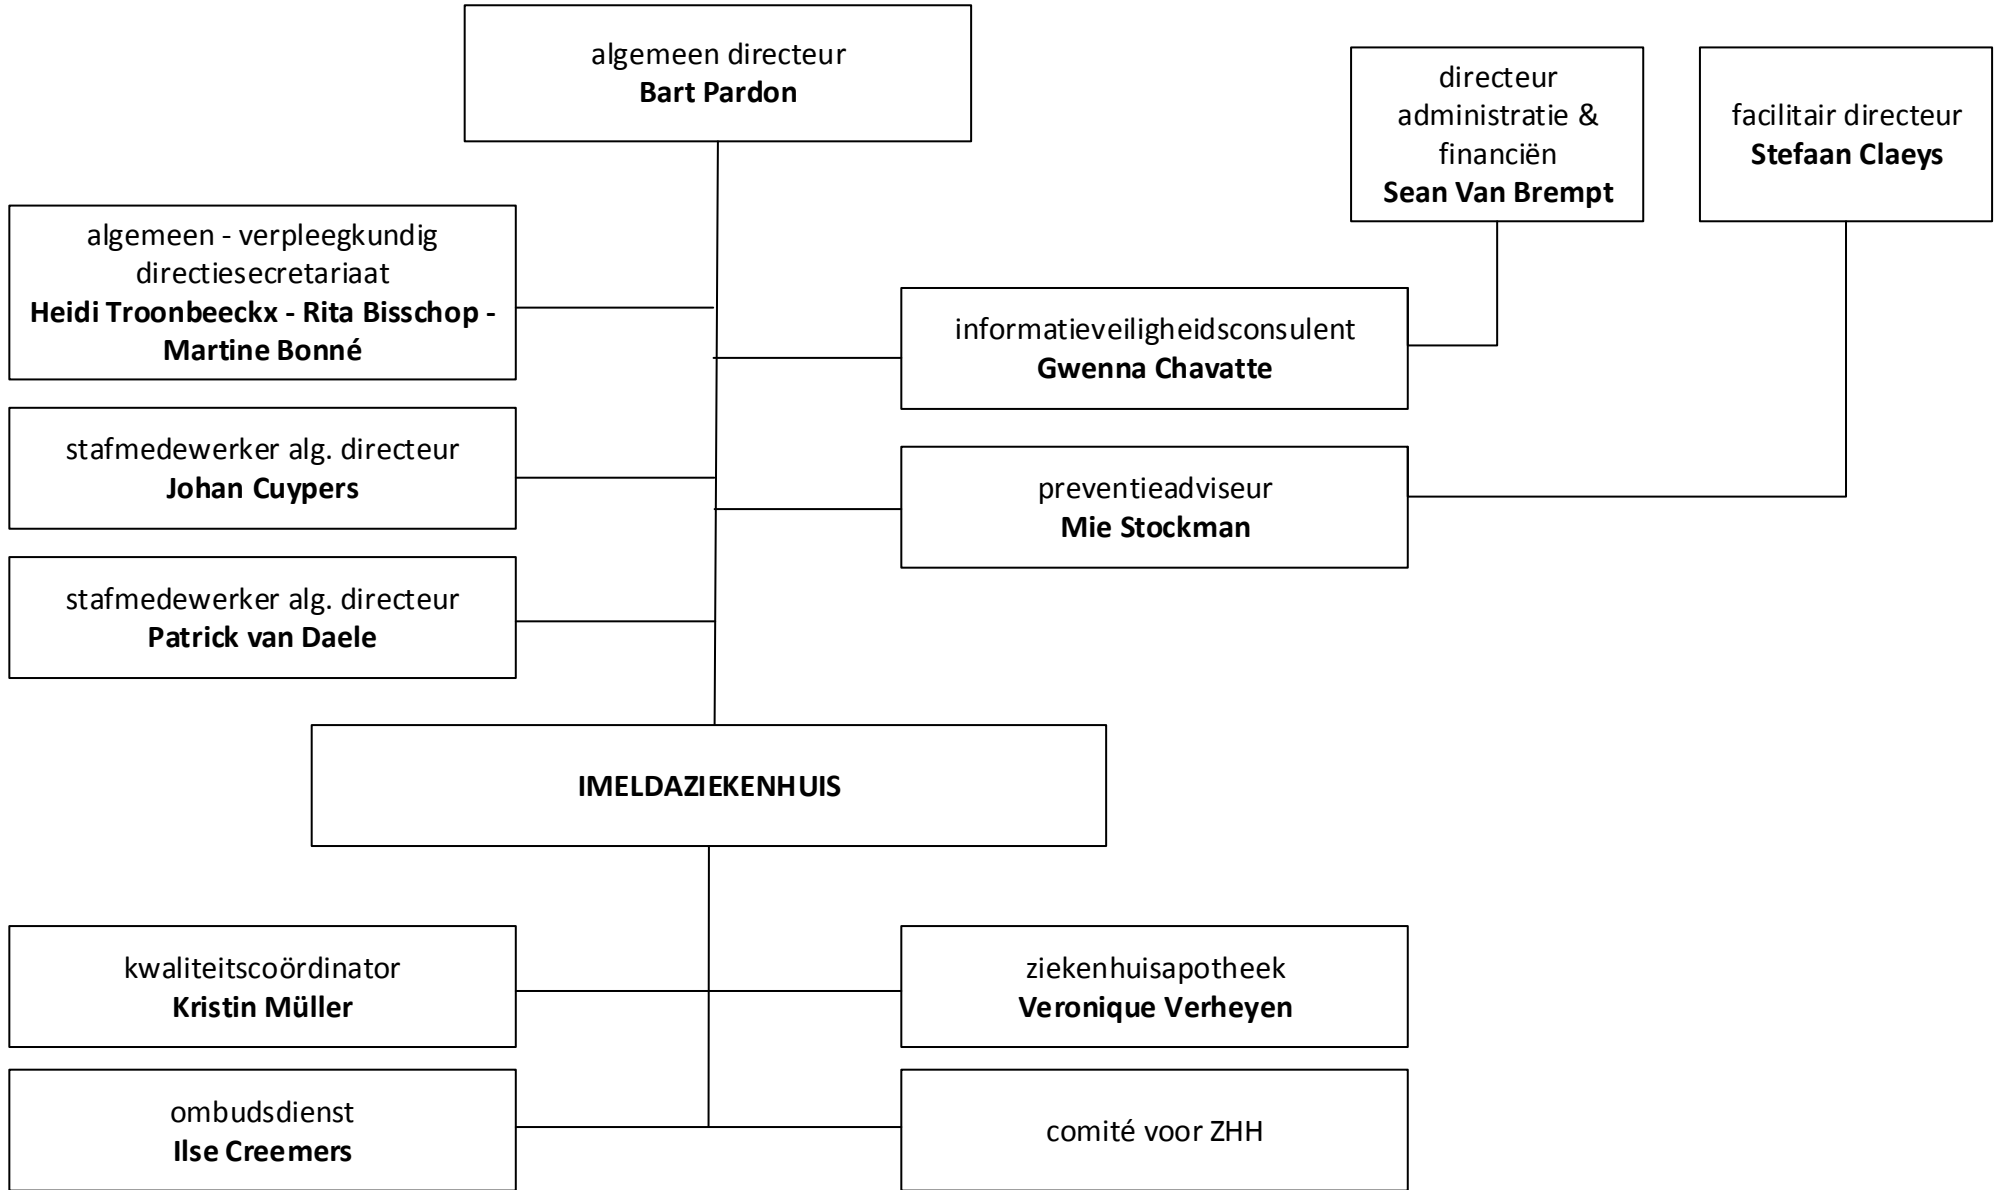 algemeen directeur
Bart Pardon
directeur
administratie &
financiën
Sean Van Brempt
facilitair directeur
Stefaan Claeys
algemeen - verpleegkundig
directiesecretariaat
Heidi Troonbeeckx - Rita Bisschop -
Martine Bonné
informatieveiligheidsconsulent
Gwenna Chavatte
stafmedewerker alg. directeur
Johan Cuypers
preventieadviseur
Mie Stockman
stafmedewerker alg. directeur
Patrick van Daele
IMELDAZIEKENHUIS
kwaliteitscoördinator
Kristin Müller
ziekenhuisapotheek
Veronique Verheyen
ombudsdienst
Ilse Creemers
comité voor ZHH